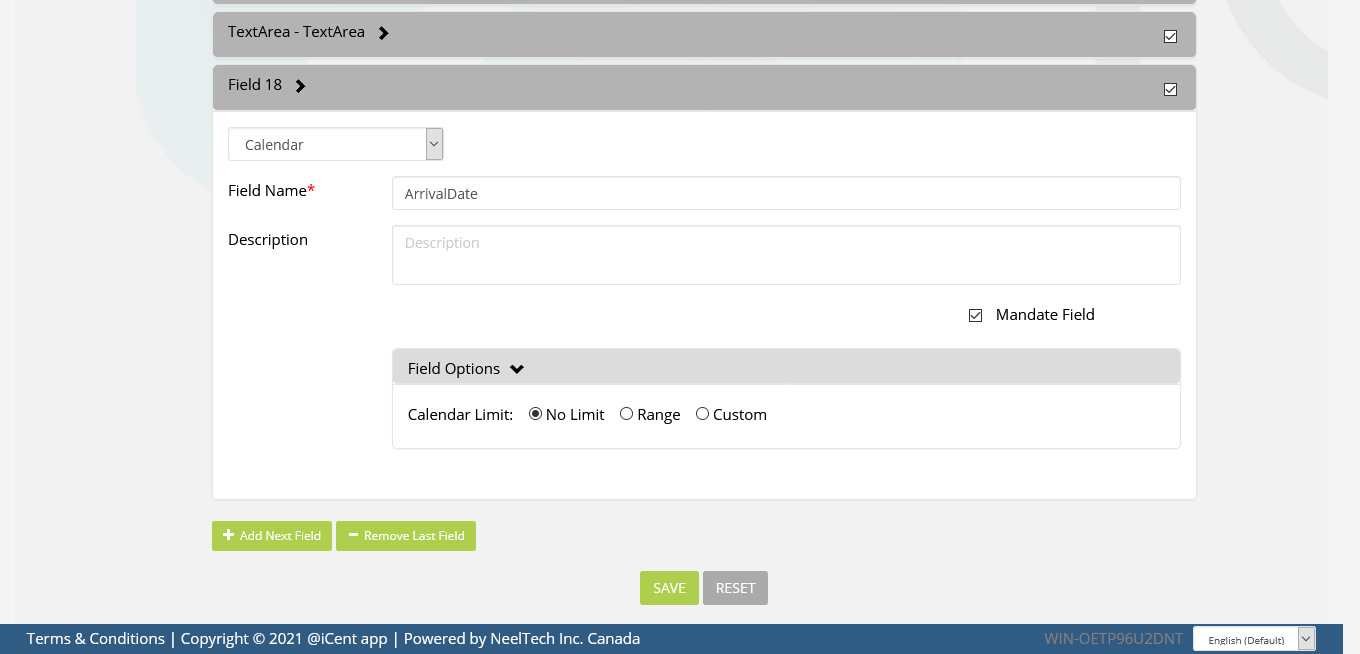 TextArea - TextArea
Field 18
Calendar
Field Name*
ArrivalDate
Description
Description
Mandate Field
Field Options
Calendar Limit: No Limit Range Custom
Add Next Field Remove Last Field
SAVE RESET
Terms & Conditions | Copyright © 2021 @iCent app | Powered by NeelTech Inc. Canada WIN-OETP96U2DNT English (Default)